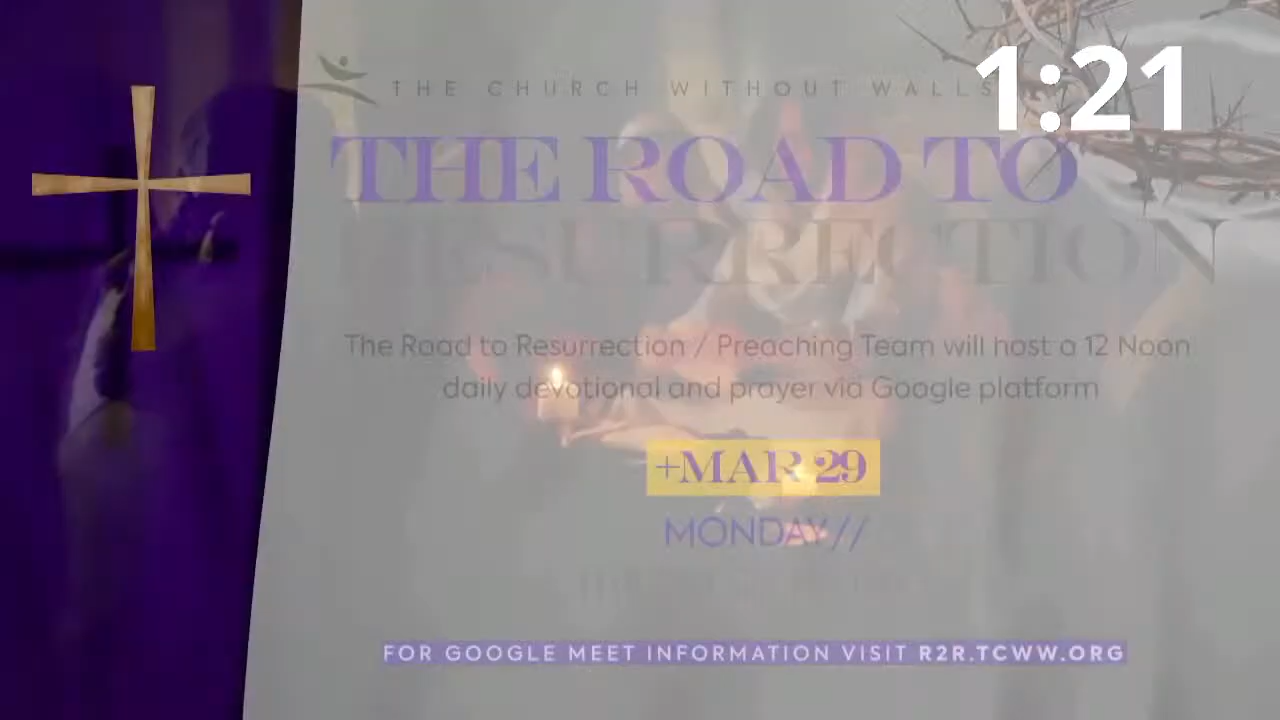 THE CHURCH WITHOUT WALLS
1:21
THE ROAD TO
RESURRECTION
The Road to Resurrection / Preaching Team will host a 12 Noon
daily devotional and prayer via Google platform
+MAR 29
MONDAY//
FOR GOOGLE MEET INFORMATION VISIT R2R.TCWW.ORG